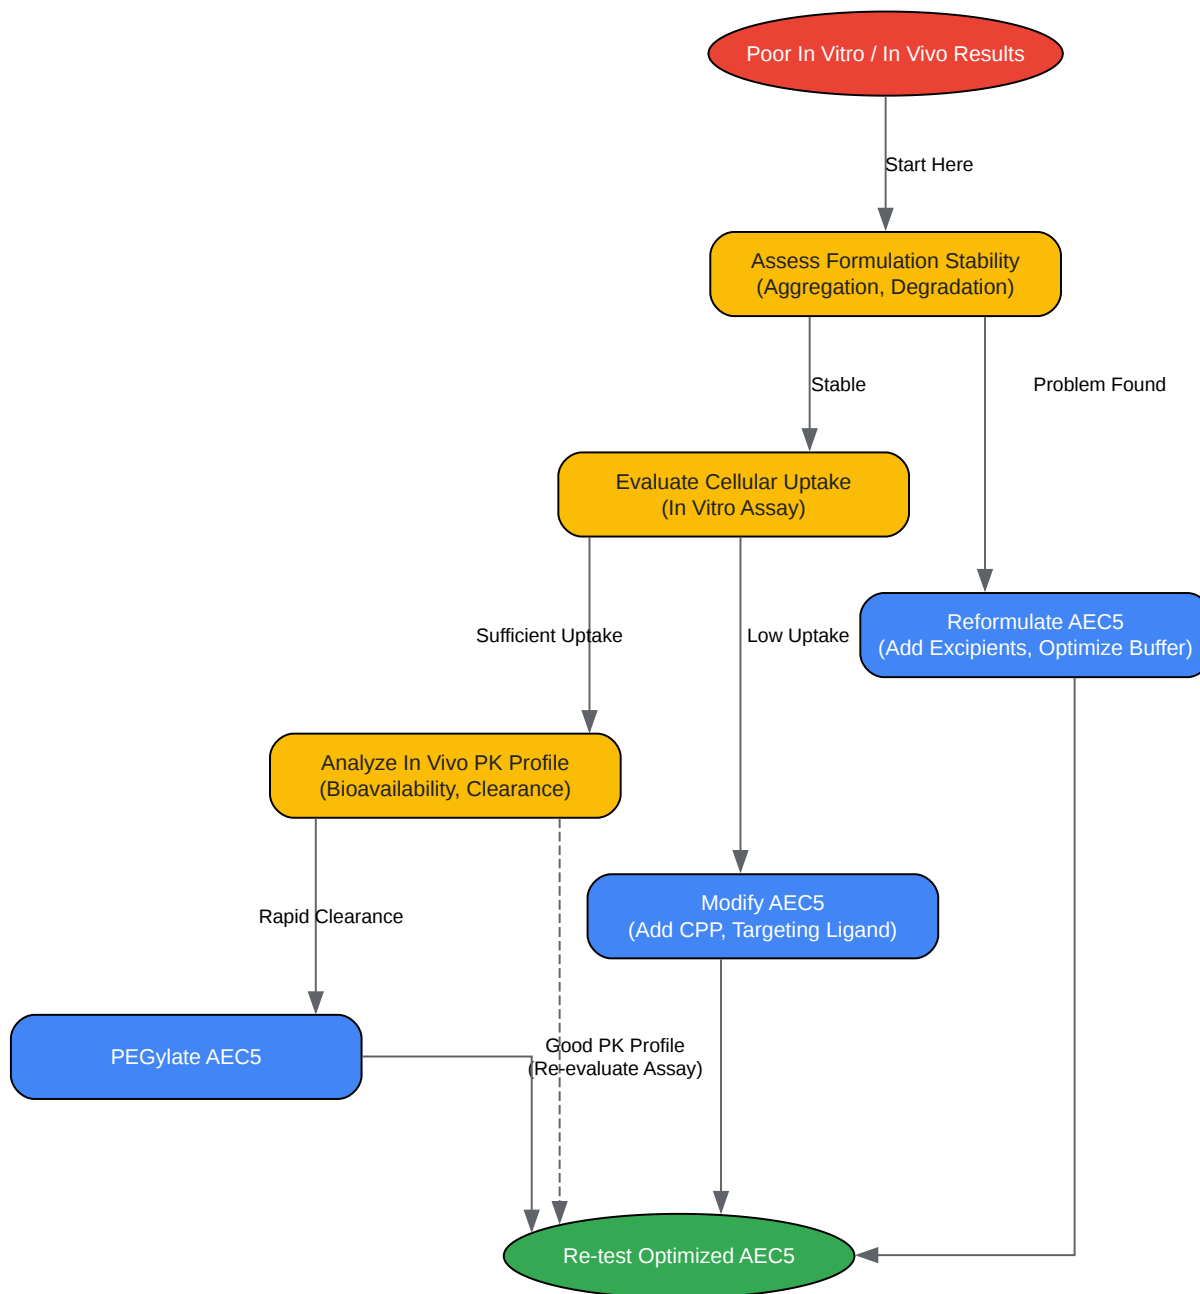 Poor In Vitro / In Vivo Results
Start Here
Assess Formulation Stability
(Aggregation, Degradation)
Stable
Problem Found
Evaluate Cellular Uptake
(In Vitro Assay)
Reformulate AEC5
(Add Excipients, Optimize Buffer)
Sufficient Uptake
Low Uptake
Analyze In Vivo PK Profile
(Bioavailability, Clearance)
Modify AEC5
(Add CPP, Targeting Ligand)
Rapid Clearance
PEGylate AEC5
Good PK Profile
(Re-evaluate Assay)
Re-test Optimized AEC5